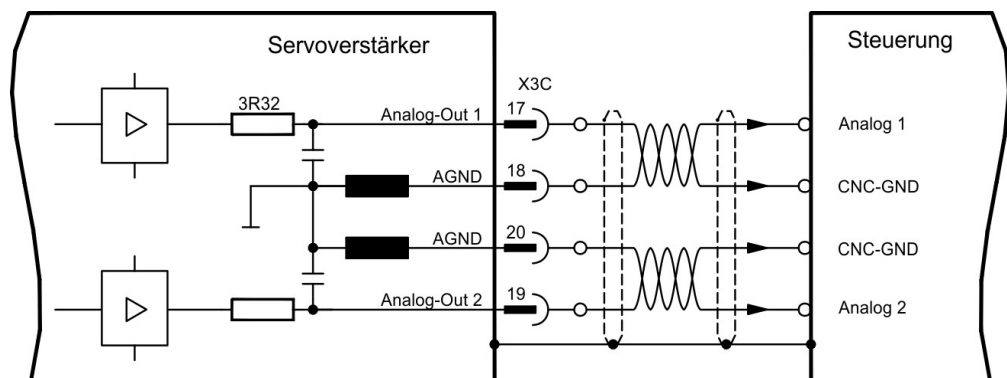 Servoverstärker
Steuerung
X3C
3R32
Analog-Out 1
17
Analog 1
AGND
18
CNC-GND
AGND
20
CNC-GND
Analog-Out 2
19
Analog 2